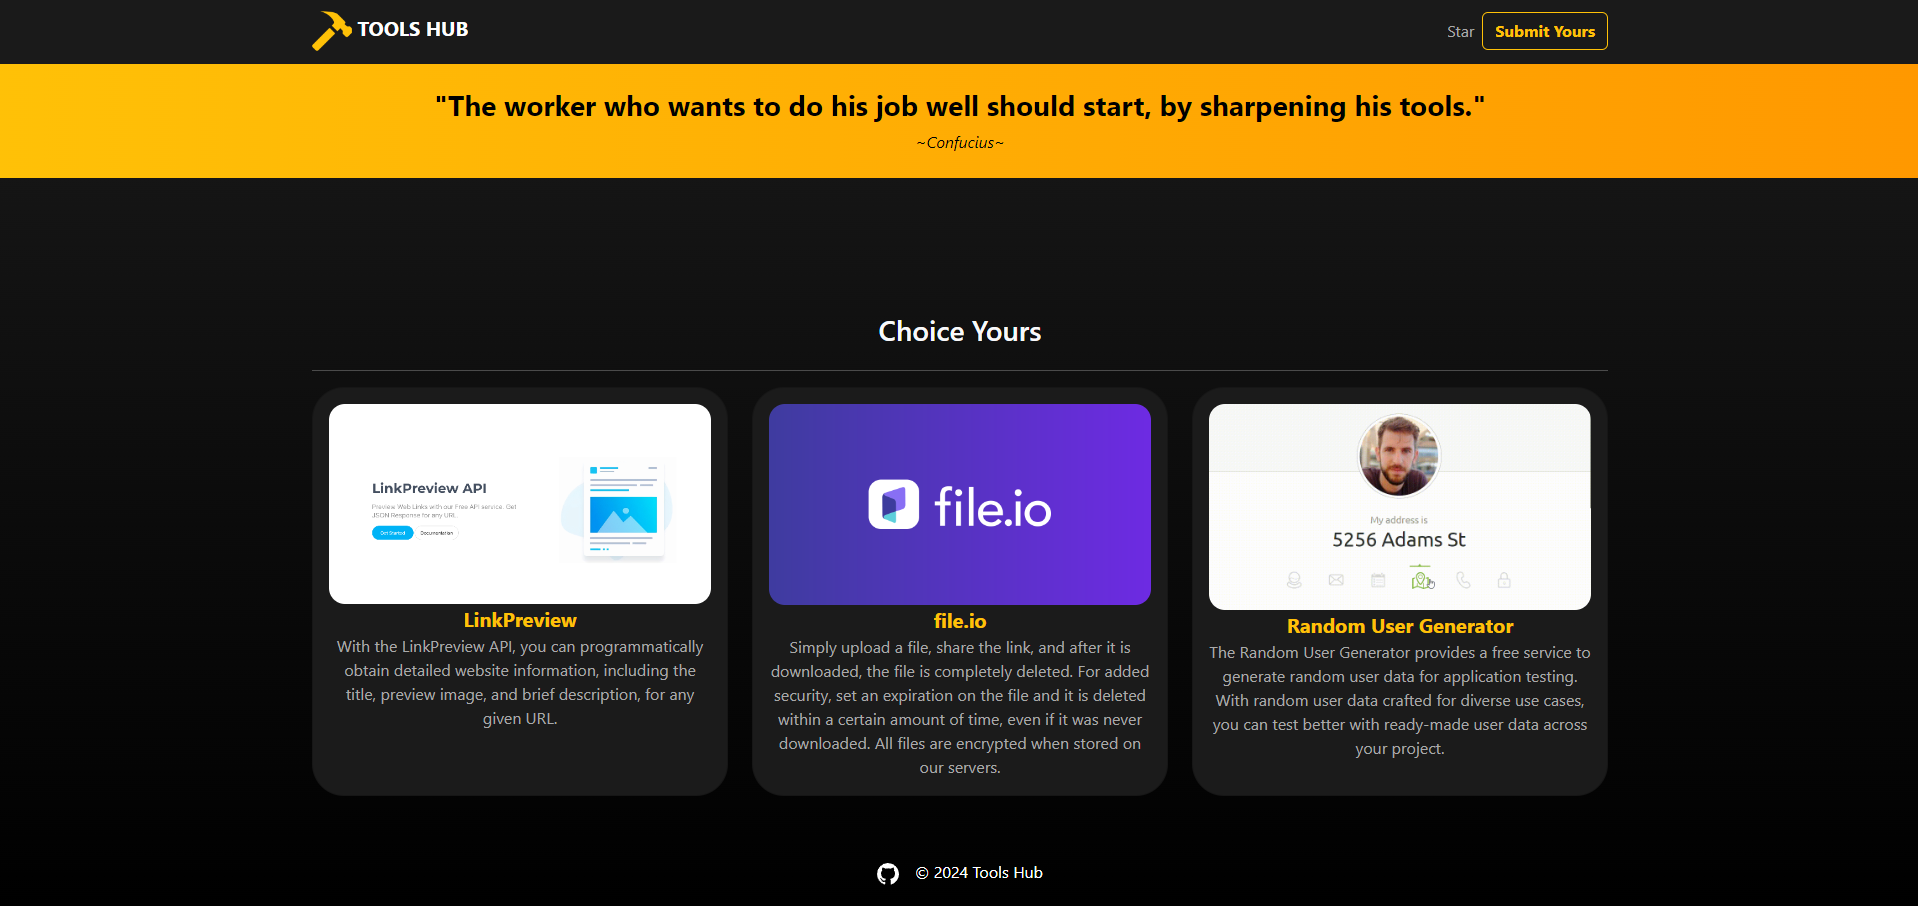 TOOLS HUB
Star
Submit Yours
"The worker who wants to do his job well should start, by sharpening his tools."
~Confucius~
Choice Yours
LinkPreview API
Preview Web Links with our Free API service. Get
JSON Response for any URL.
Get Started
Documentation
LinkPreview
With the LinkPreview API, you can programmatically
obtain detailed website information, including the
title, preview image, and brief description, for any
given URL.
file.io
file.io
Simply upload a file, share the link, and after it is
downloaded, the file is completely deleted. For added
security, set an expiration on the file and it is deleted
within a certain amount of time, even if it was never
downloaded. All files are encrypted when stored on
our servers.
My address is
5256 Adams St
Random User Generator
The Random User Generator provides a free service to
generate random user data for application testing.
With random user data crafted for diverse use cases,
you can test better with ready-made user data across
your project.
© 2024 Tools Hub